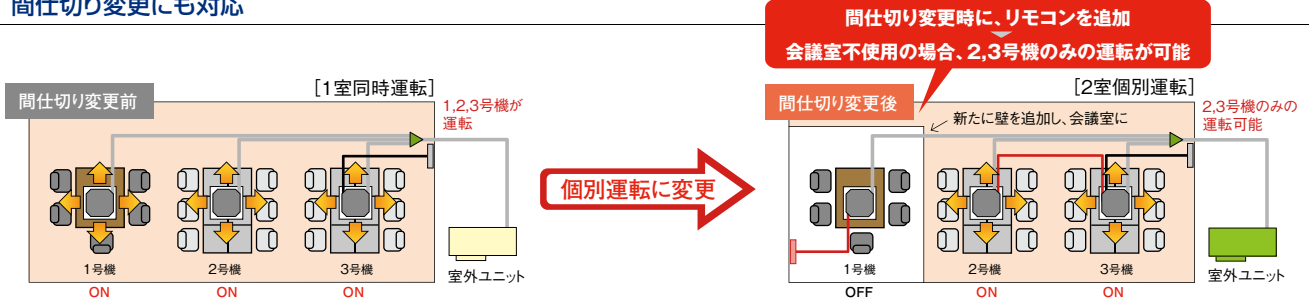 間仕切り変更にも対応
間仕切り変更時に、リモコンを追加
会議室不使用の場合、2,3号機のみの運転が可能
[1室同時運転]
間仕切り変更前
1,2,3号機が
運転
1号機
ON
2号機
ON
3号機
ON
室外ユニット
個別運転に変更
[2室個別運転]
間仕切り変更後
新たに壁を追加し、会議室に
2,3号機のみの
運転可能
1号機
OFF
2号機
ON
3号機
ON
室外ユニット